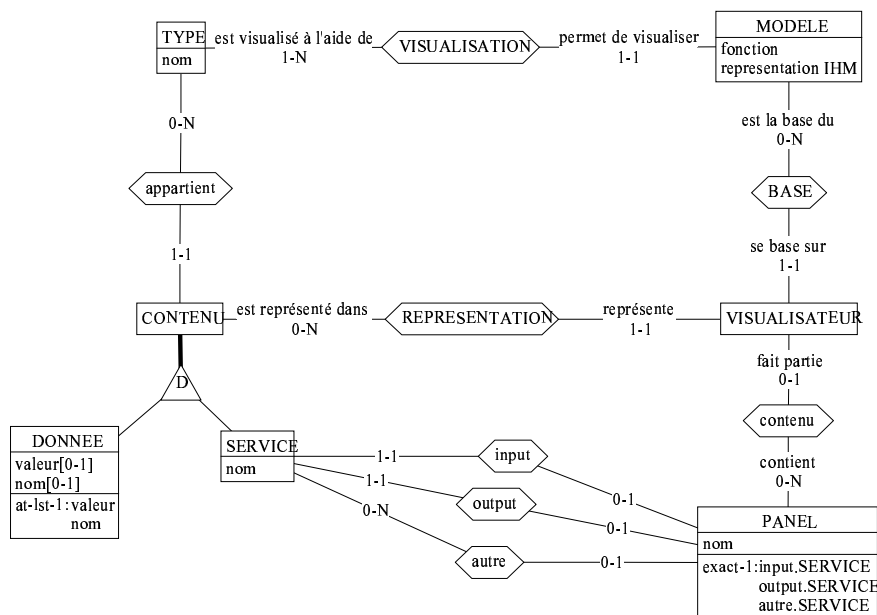 TYPE
nom
est visualisé à l'aide de
1-N
VISUALISATION
permet de visualiser
1-1
MODELE
fonction
representation IHM
0-N
appartient
1-1
est la base du
0-N
BASE
se base sur
1-1
CONTENU
est représenté dans
0-N
REPRESENTATION
représente
1-1
VISUALISATEUR
D
fait partie
0-1
contenu
contient
0-N
DONNEE
valeur[0-1]
nom[0-1]
at-lst-1:valeur
nom
SERVICE
nom
1-1
input
0-1
1-1
output
0-1
0-N
autre
0-1
PANEL
nom
exact-1:input.SERVICE
output.SERVICE
autre.SERVICE